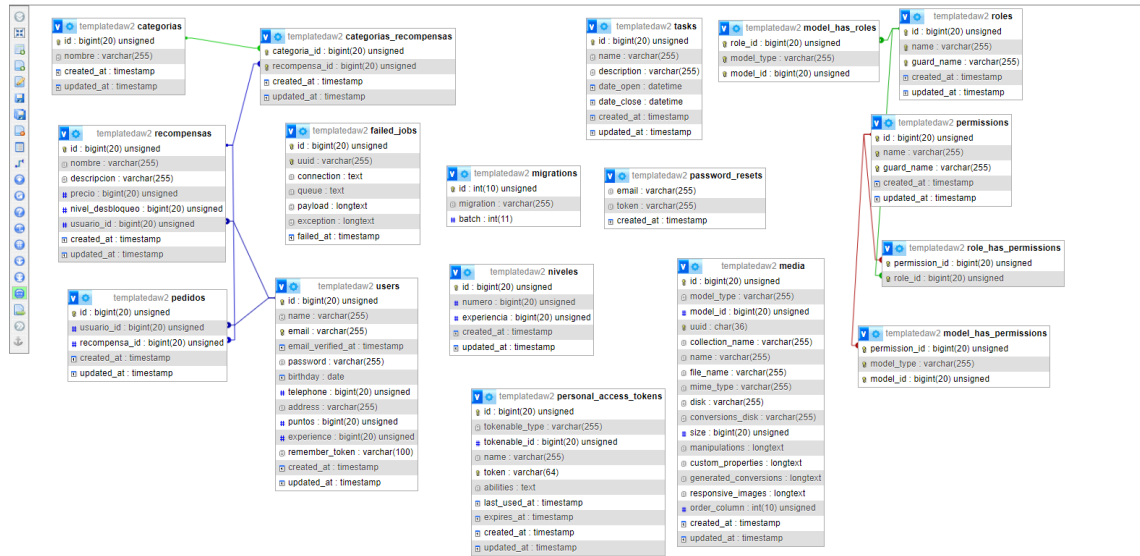 templatedaw2 categorias
id : bigint(20) unsigned
nombre : varchar(255)
created_at : timestamp
updated_at : timestamp
templatedaw2 categorias_recompensas
categoria_id : bigint(20) unsigned
recompensa_id : bigint(20) unsigned
created_at : timestamp
updated_at : timestamp
templatedaw2 tasks
id : bigint(20) unsigned
name : varchar(255)
description : varchar(255)
date_open : datetime
date_close : datetime
created_at : timestamp
updated_at : timestamp
templatedaw2 model_has_roles
role_id : bigint(20) unsigned
model_type : varchar(255)
model_id : bigint(20) unsigned
templatedaw2 roles
id : bigint(20) unsigned
name : varchar(255)
guard_name : varchar(255)
created_at : timestamp
updated_at : timestamp
templatedaw2 recompensas
id : bigint(20) unsigned
nombre : varchar(255)
descripcion : varchar(255)
precio : bigint(20) unsigned
nivel_desbloqueo : bigint(20) unsigned
usuario_id : bigint(20) unsigned
created_at : timestamp
updated_at : timestamp
templatedaw2 failed_jobs
id : bigint(20) unsigned
uuid : varchar(255)
connection : text
queue : text
payload : longtext
exception : longtext
failed_at : timestamp
templatedaw2 migrations
id : int(10) unsigned
migration : varchar(255)
batch : int(11)
templatedaw2 password_resets
email : varchar(255)
token : varchar(255)
created_at : timestamp
templatedaw2 permissions
id : bigint(20) unsigned
name : varchar(255)
guard_name : varchar(255)
created_at : timestamp
updated_at : timestamp
templatedaw2 role_has_permissions
permission_id : bigint(20) unsigned
role_id : bigint(20) unsigned
templatedaw2 pedidos
id : bigint(20) unsigned
usuario_id : bigint(20) unsigned
recompensa_id : bigint(20) unsigned
created_at : timestamp
updated_at : timestamp
templatedaw2 users
id : bigint(20) unsigned
name : varchar(255)
email : varchar(255)
email_verified_at : timestamp
password : varchar(255)
birthday : date
telephone : bigint(20) unsigned
address : varchar(255)
puntos : bigint(20) unsigned
experience : bigint(20) unsigned
remember_token : varchar(100)
created_at : timestamp
updated_at : timestamp
templatedaw2 niveles
id : bigint(20) unsigned
numero : bigint(20) unsigned
experiencia : bigint(20) unsigned
created_at : timestamp
updated_at : timestamp
templatedaw2 media
id : bigint(20) unsigned
model_type : varchar(255)
model_id : bigint(20) unsigned
uuid : char(36)
collection_name : varchar(255)
name : varchar(255)
file_name : varchar(255)
mime_type : varchar(255)
disk : varchar(255)
conversions_disk : varchar(255)
size : bigint(20) unsigned
manipulations : longtext
custom_properties : longtext
generated_conversions : longtext
responsive_images : longtext
order_column : int(10) unsigned
created_at : timestamp
updated_at : timestamp
templatedaw2 model_has_permissions
permission_id : bigint(20) unsigned
model_type : varchar(255)
model_id : bigint(20) unsigned
templatedaw2 personal_access_tokens
id : bigint(20) unsigned
tokenable_type : varchar(255)
tokenable_id : bigint(20) unsigned
name : varchar(255)
token : varchar(64)
abilities : text
last_used_at : timestamp
expires_at : timestamp
created_at : timestamp
updated_at : timestamp